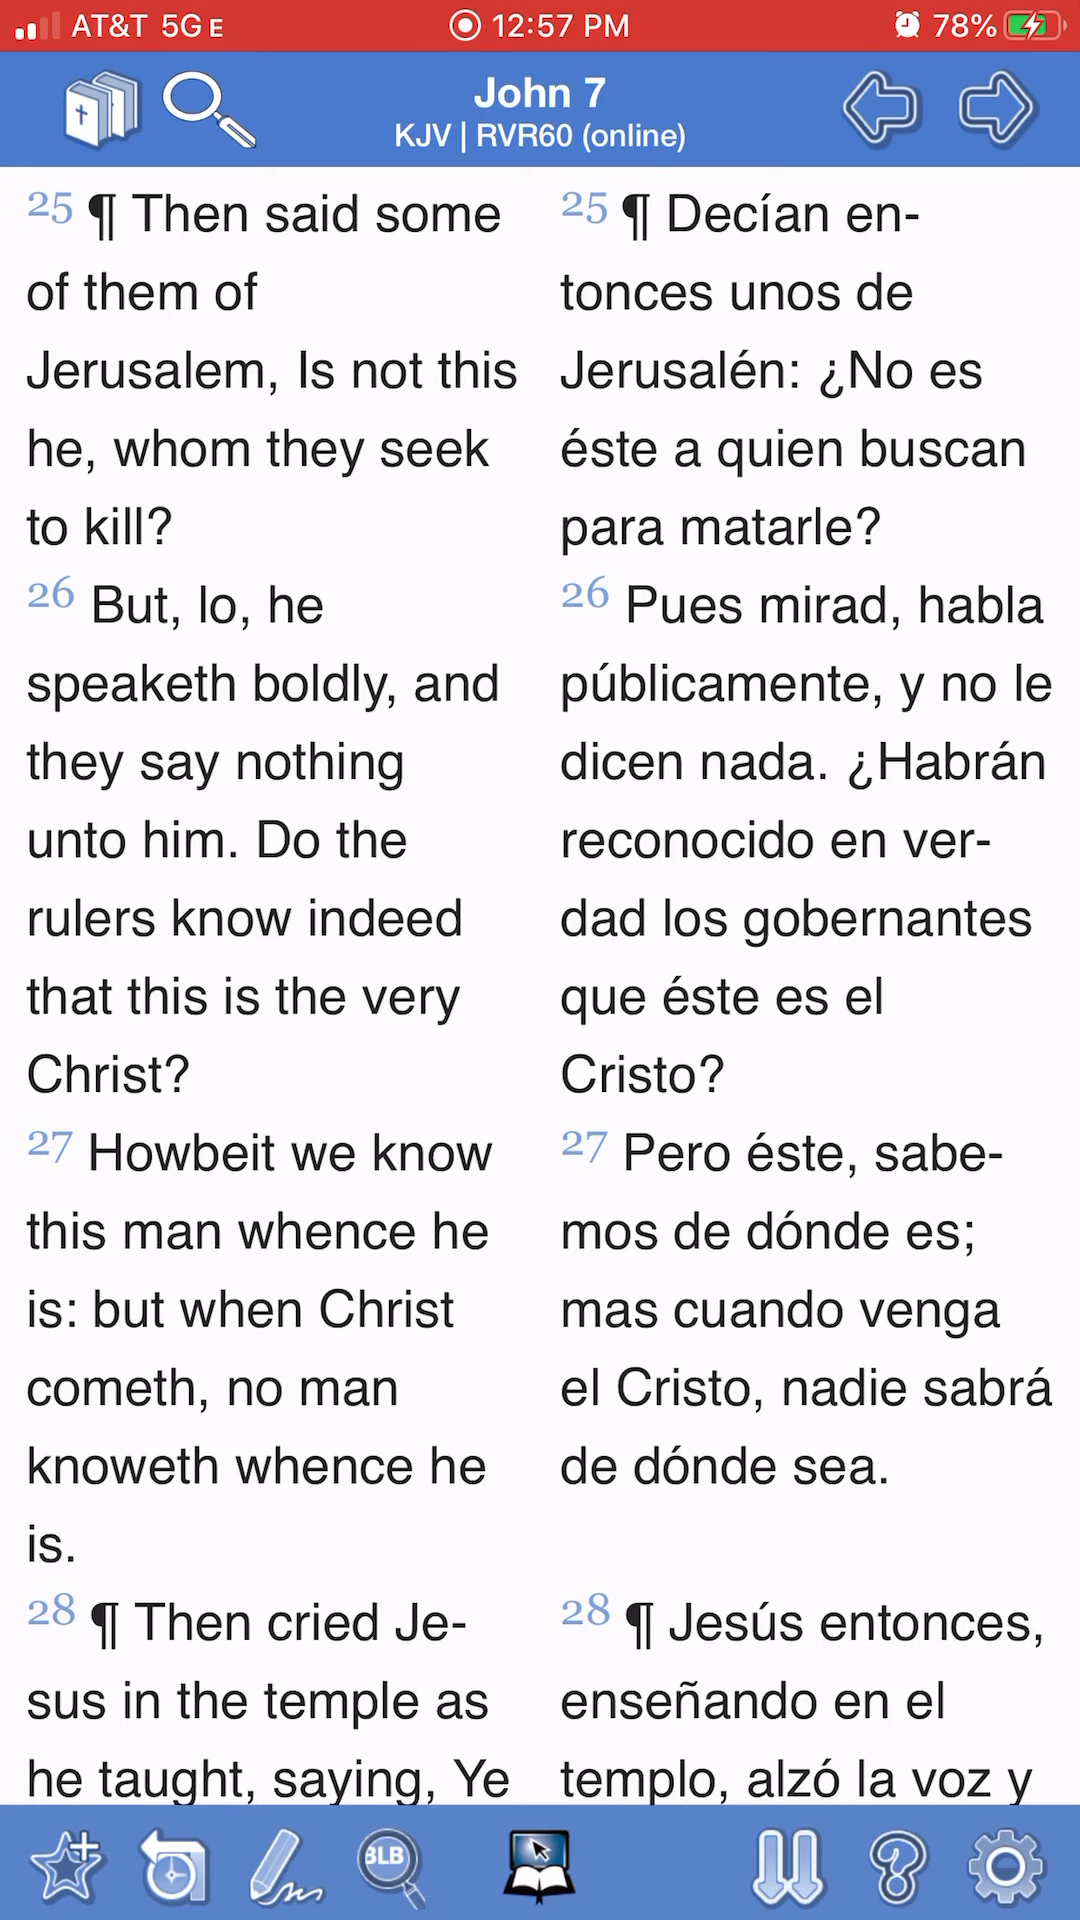 AT&T 5GE
12:57 PM
78%
John 7
KJV | RVR60 (online)
25 ¶ Then said some
of them of
Jerusalem, Is not this
he, whom they seek
to kill?
26 But, lo, he
speaketh boldly, and
they say nothing
unto him. Do the
rulers know indeed
that this is the very
Christ?
27 Howbeit we know
this man whence he
is: but when Christ
cometh, no man
knoweth whence he
is.
28 ¶ Then cried Je-
sus in the temple as
he taught, saying, Ye
25 ¶ Decían en-
tonces unos de
Jerusalén: ¿No es
éste a quien buscan
para matarle?
26 Pues mirad, habla
públicamente, y no le
dicen nada. ¿Habrán
reconocido en ver-
dad los gobernantes
que éste es el
Cristo?
27 Pero éste, sabe-
mos de dónde es;
mas cuando venga
el Cristo, nadie sabrá
de dónde sea.
28 ¶ Jesús entonces,
enseñando en el
templo, alzó la voz y
BLB